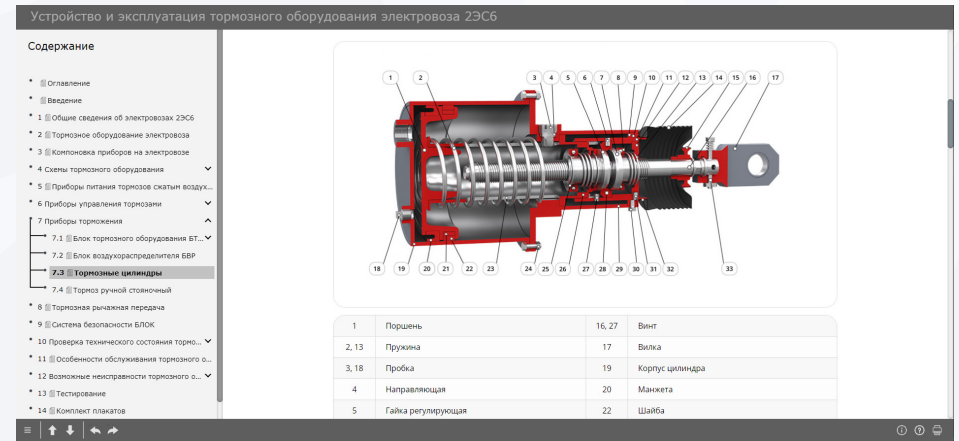 Устройство и эксплуатация тормозного оборудования электровоза 2ЭС6
Содержание
Оглавление
Введение
1 Общие сведения об электровозах 2ЭС6
2 Тормозное оборудование электровоза
3 Компоновка приборов на электровозе
4 Схемы тормозного оборудования
5 Приборы питания тормозов сжатым воздух...
6 Приборы управления тормозами
7 Приборы торможения
7.1 Блок тормозного оборудования БТ...
7.2 Блок воздухораспределителя БВР
7.3 Тормозные цилиндры
7.4 Тормоз ручной стояночный
8 Тормозная рычажная передача
9 Система безопасности БЛОК
10 Проверка технического состояния тормо...
11 Особенности обслуживания тормозного о...
12 Возможные неисправности тормозного о...
13 Тестирование
14 Комплект плакатов
1 2 3 4 5 6 7 8 9 10 11 12 13 14 15 16 17
18 19 20 21 22 23 24 25 26 27 28 29 30 31 32 33
1 Поршень 16, 27 Винт
2, 13 Пружина 17 Вилка
3, 18 Пробка 19 Корпус цилиндра
4 Направляющая 20 Манжета
5 Гайка регулирующая 22 Шайба